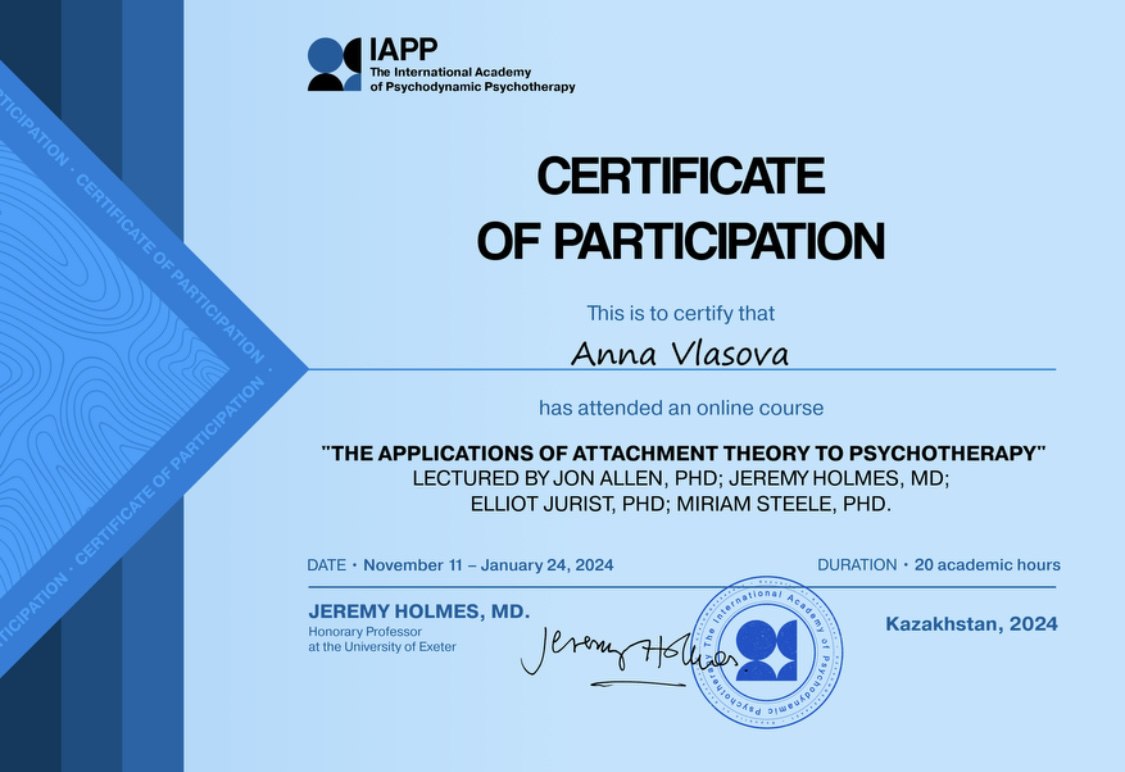 IAPP
The International Academy
of Psychodynamic Psychotherapy
CERTIFICATE
OF PARTICIPATION
This is to certify that
Anna Vlasova
has attended an online course
"THE APPLICATIONS OF ATTACHMENT THEORY TO PSYCHOTHERAPY"
LECTURED BY JON ALLEN, PHD; JEREMY HOLMES, MD;
ELLIOT JURIST, PHD; MIRIAM STEELE, PHD.
DATE • November 11 – January 24, 2024
DURATION • 20 academic hours
JEREMY HOLMES, MD.
Honorary Professor
at the University of Exeter
Jeremy Holmes
Kazakhstan, 2024
The International Academy of Psychodynamic Psychotherapy
TICIPATION • CERTIFICATE OF PARTICIPATION •
TICIPATION • CERTIFICATE OF PARTICIPATION •